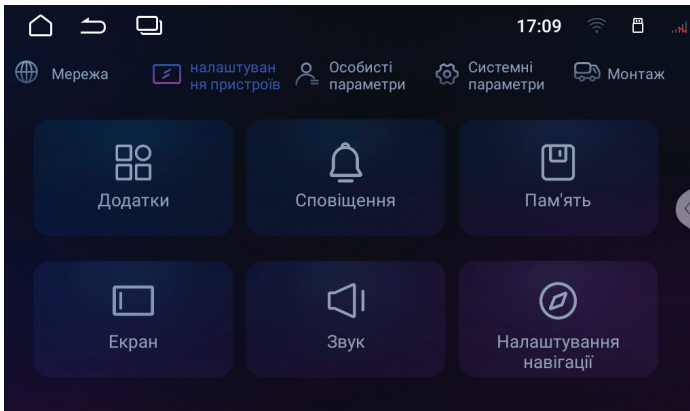 17:09
Мережа
налаштуван
ня пристроїв
Особисті
параметри
Системні
параметри
Монтаж
Додатки
Сповіщення
Пам'ять
Екран
Звук
Налаштування
навігації